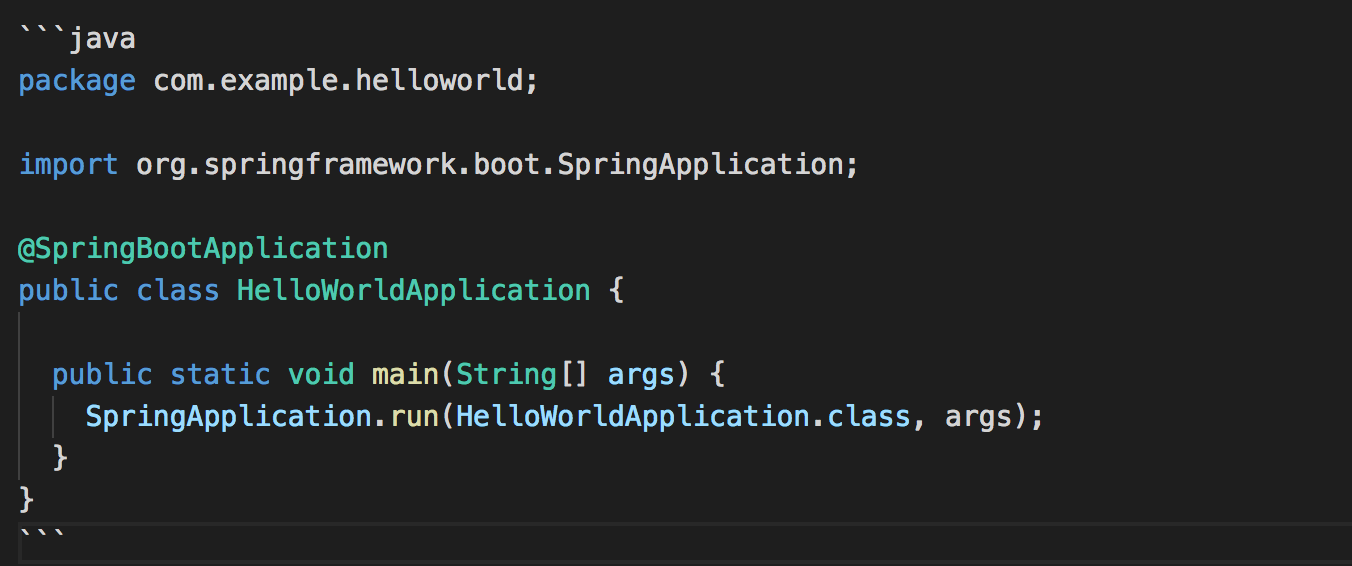 ```java
package com.example.helloworld;

import org.springframework.boot.SpringApplication;

@SpringBootApplication
public class HelloWorldApplication {

  public static void main(String[] args) {
    SpringApplication.run(HelloWorldApplication.class, args);
  }
}
```